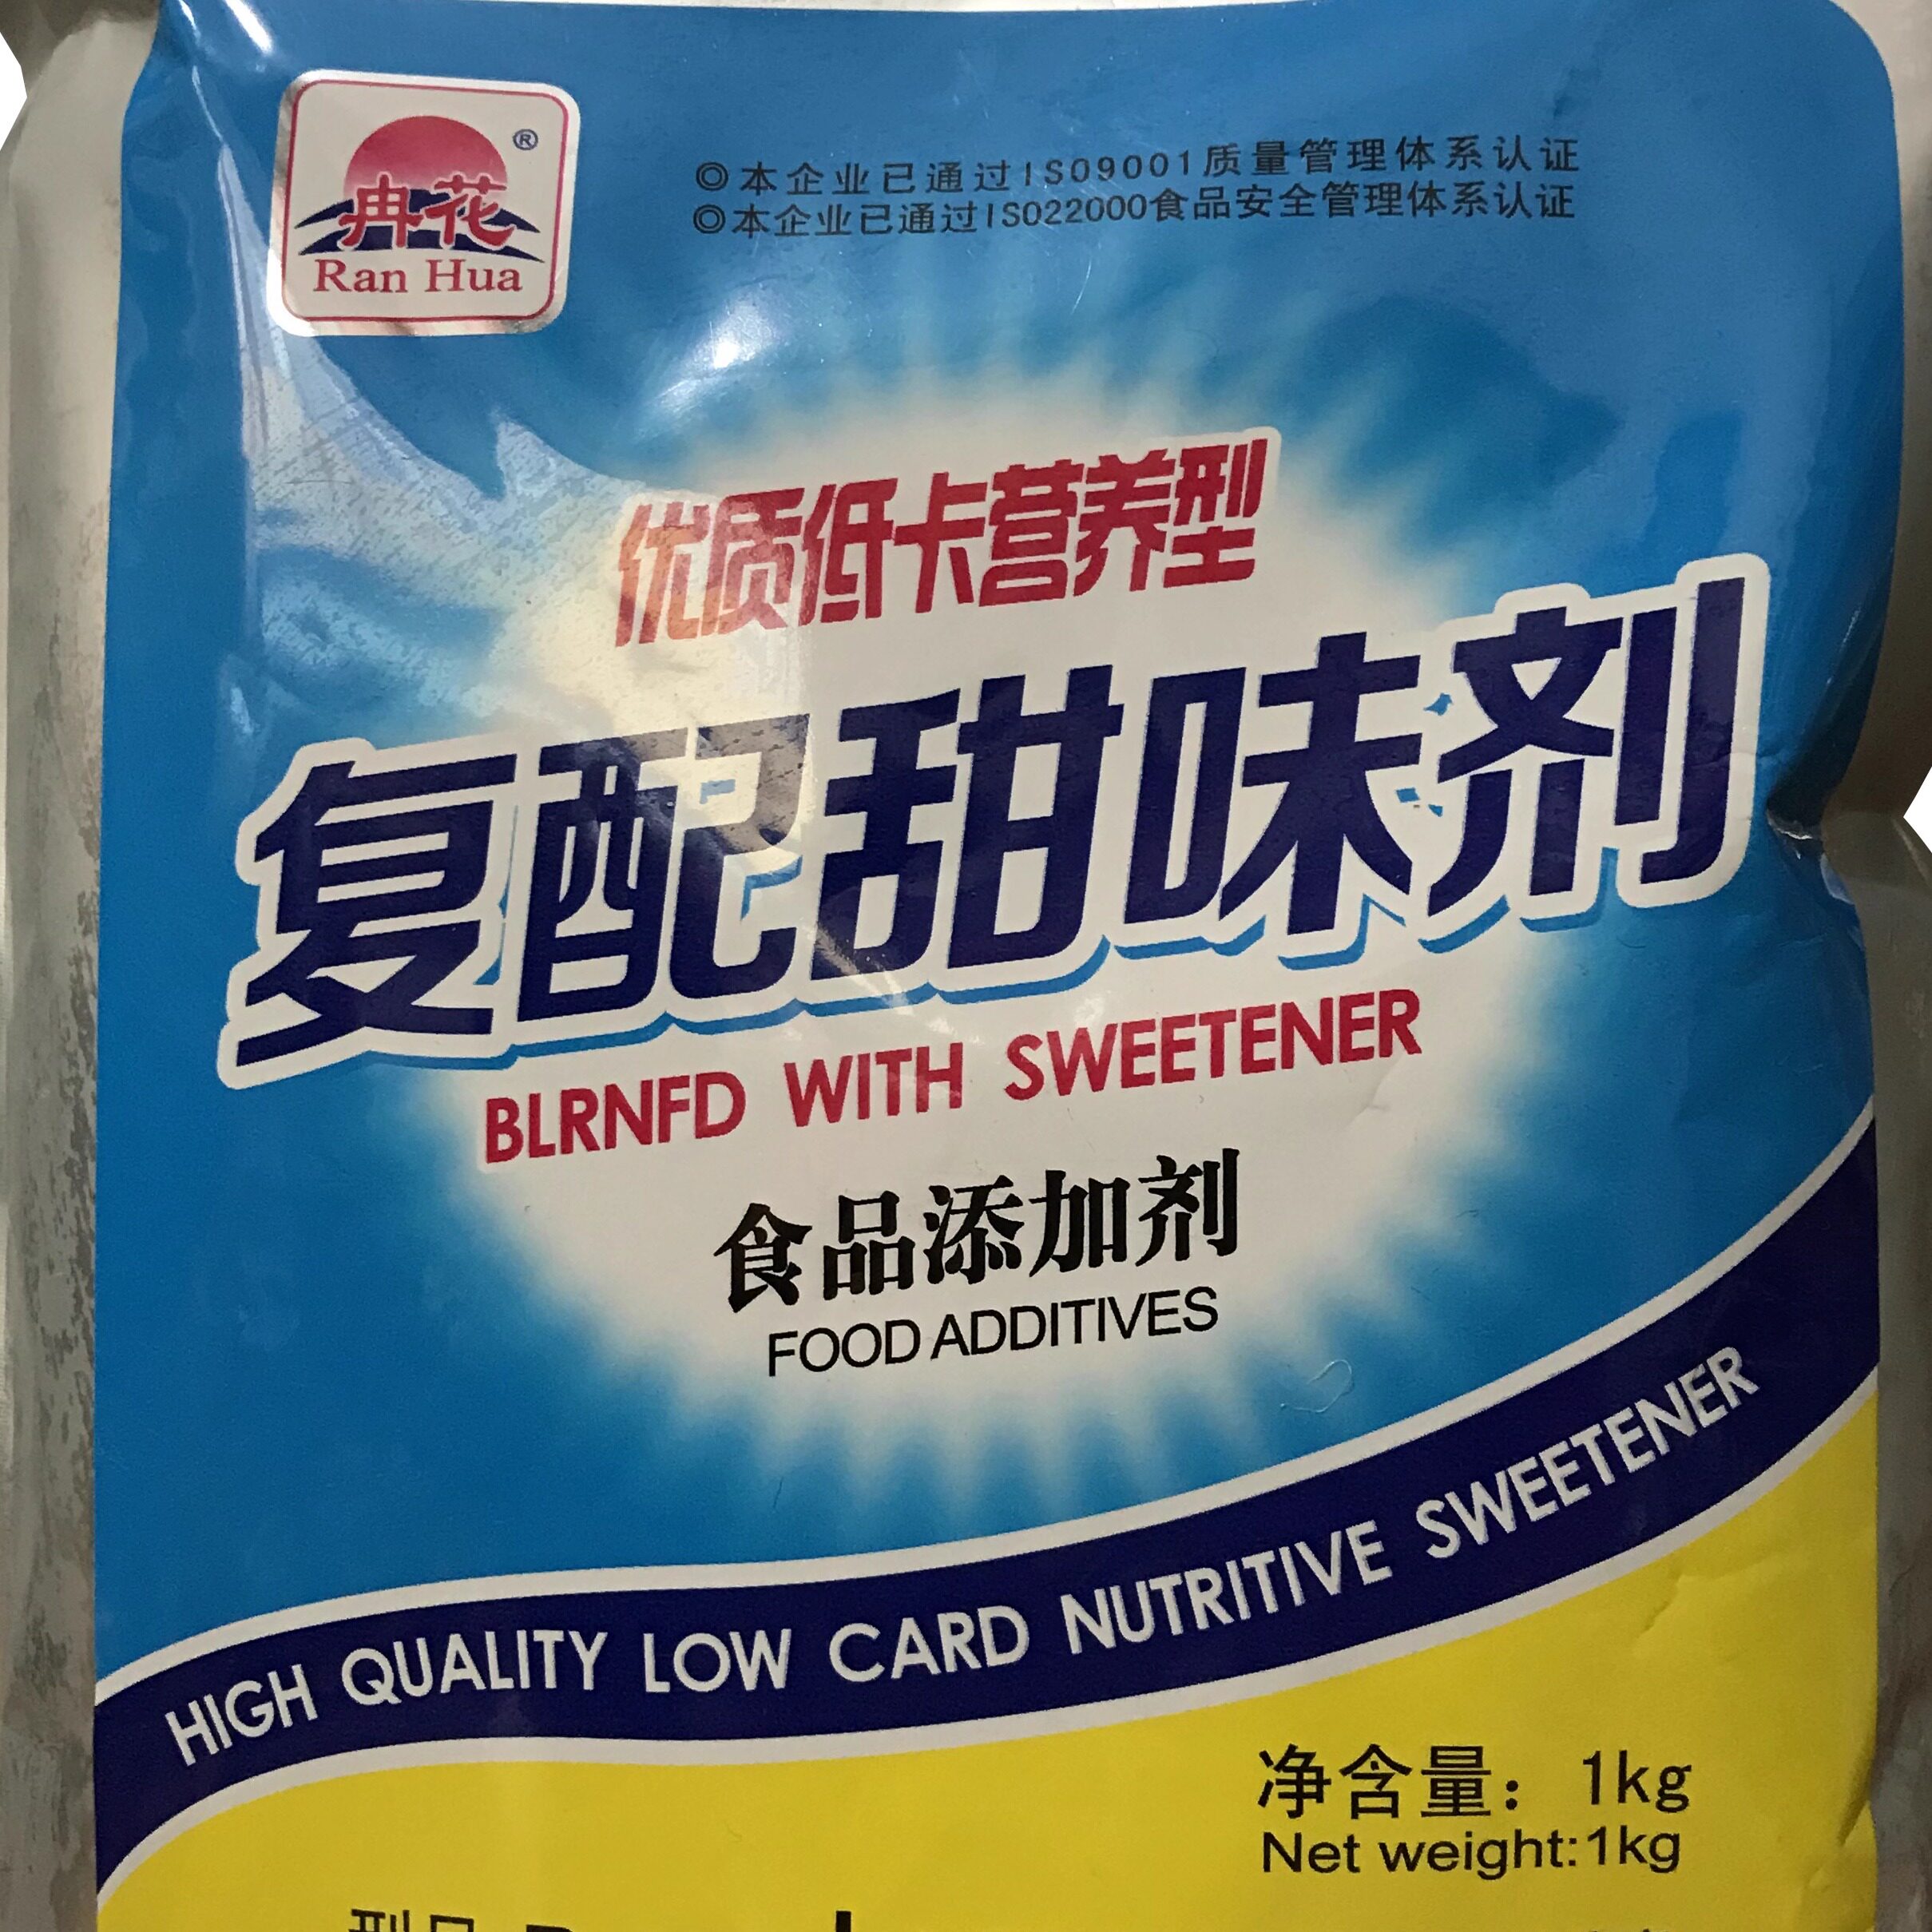 冉花®
Ran Hua
◎本企业已通过ISO9001质量管理体系认证
◎本企业已通过ISO22000食品安全管理体系认证
优质低卡营养型
复配甜味剂
BLRNFD WITH SWEETENER
食品添加剂
FOOD ADDITIVES
HIGH QUALITY LOW CARD NUTRITIVE SWEETENER
净含量：1kg
Net weight:1kg